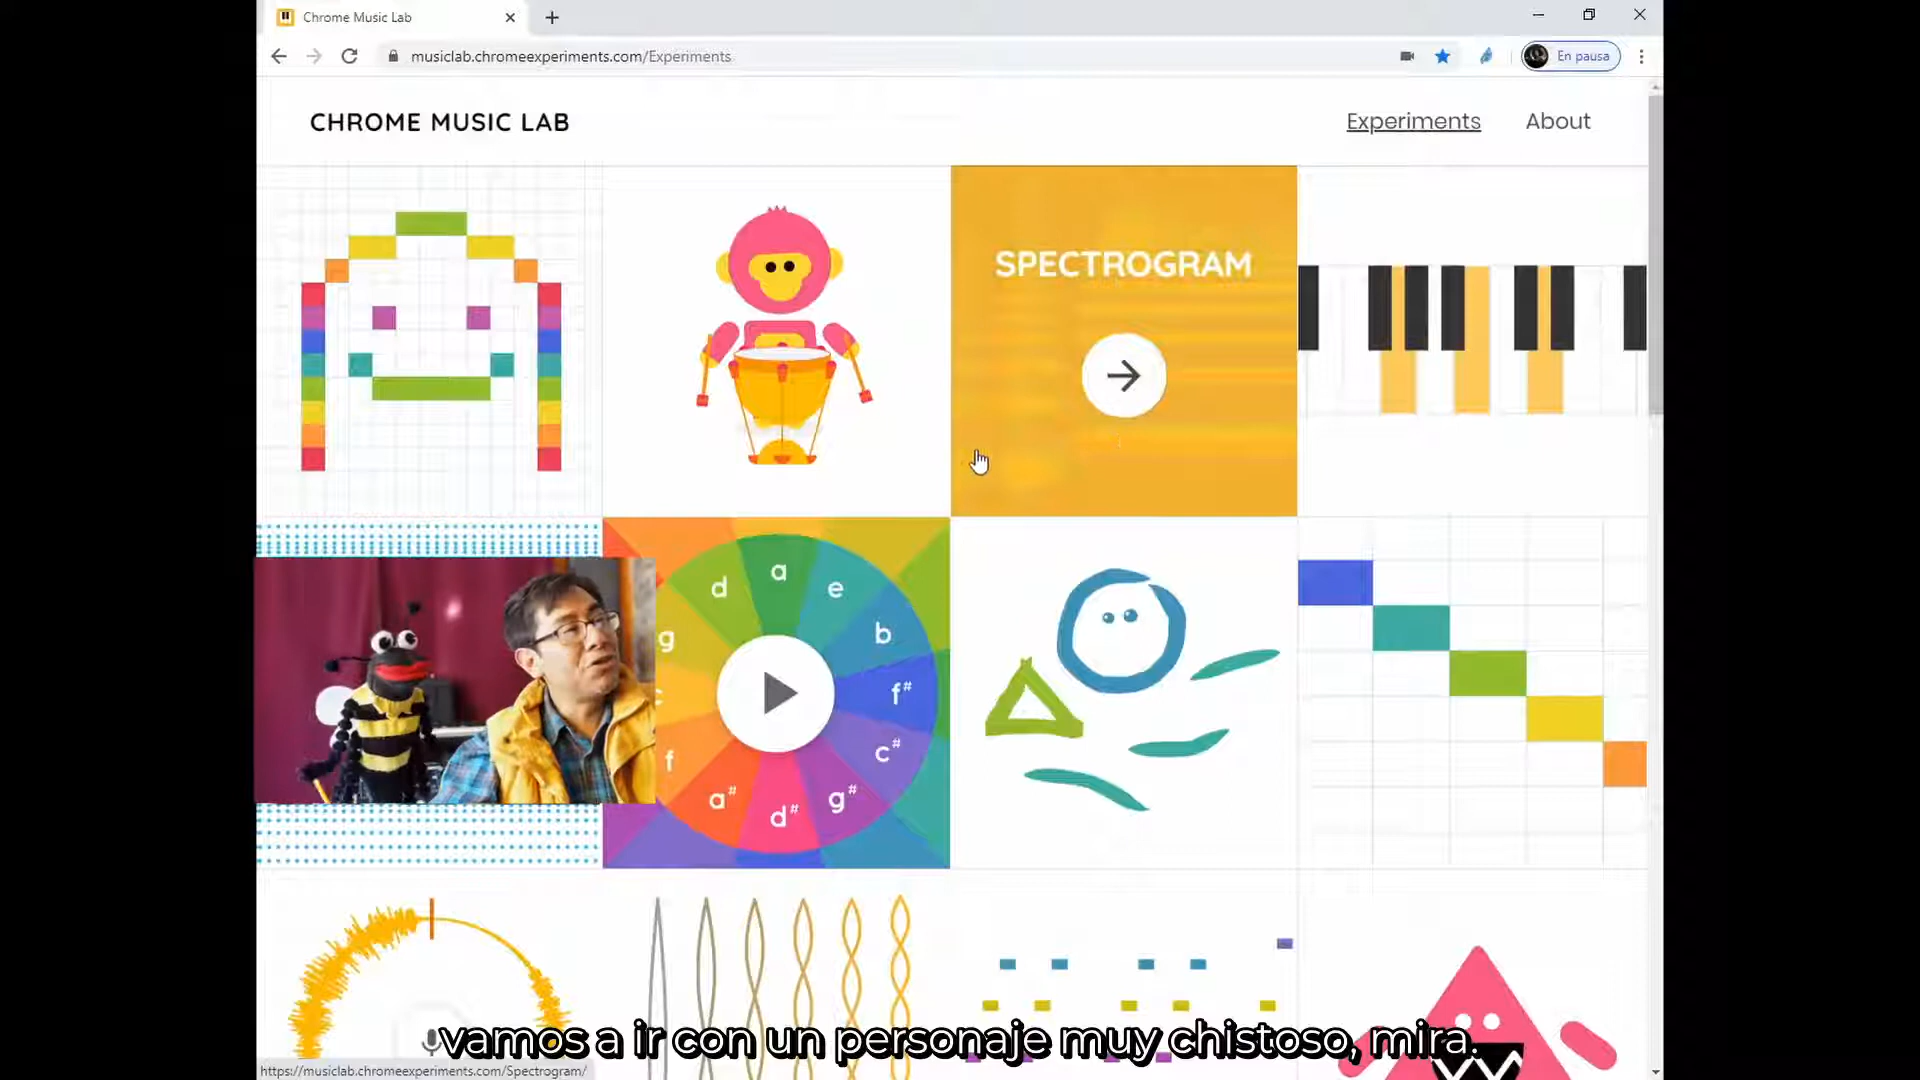 Chrome Music Lab
musiclab.chromeexperiments.com/Experiments
En pausa
CHROME MUSIC LAB
Experiments
About
SPECTROGRAM
a
d
e
g
b
c
f#
f
c#
a#
g#
d#
vamos a ir con un personaje muy chistoso, mira.
https://musiclab.chromeexperiments.com/Spectrogram/